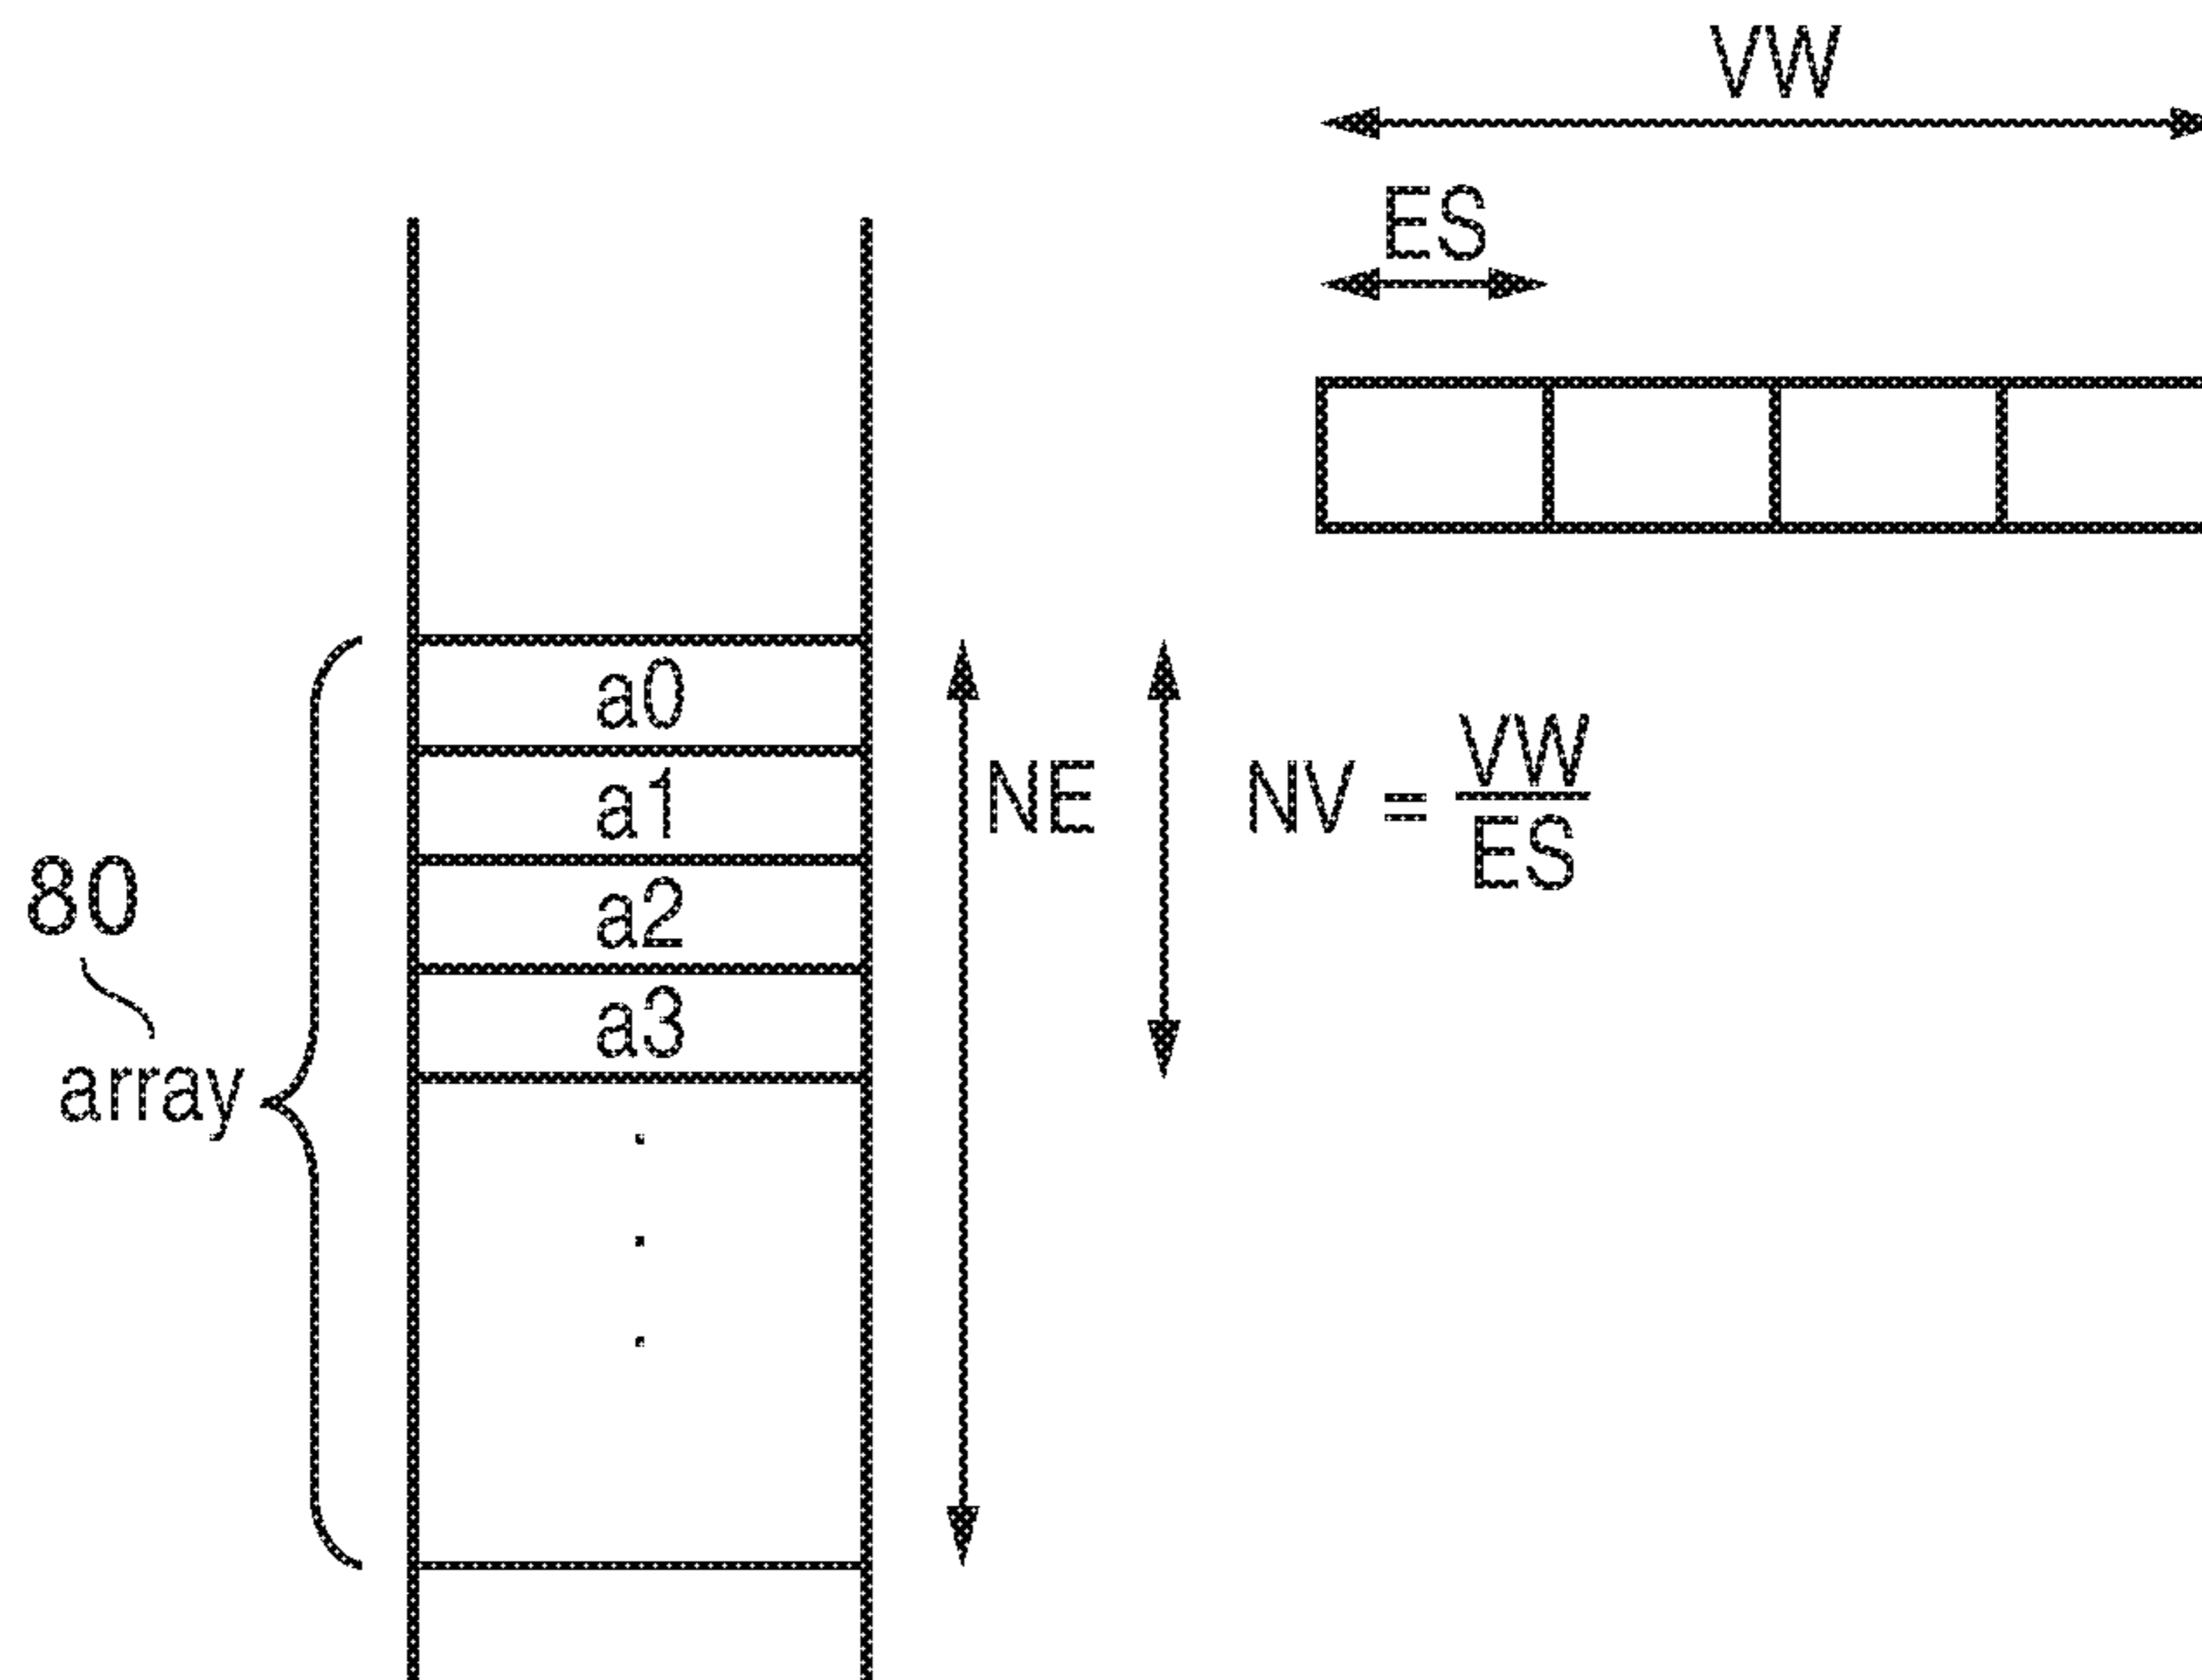 VW
ES
a0
a1
a2
a3
NE
NV = VW/ES
80
array